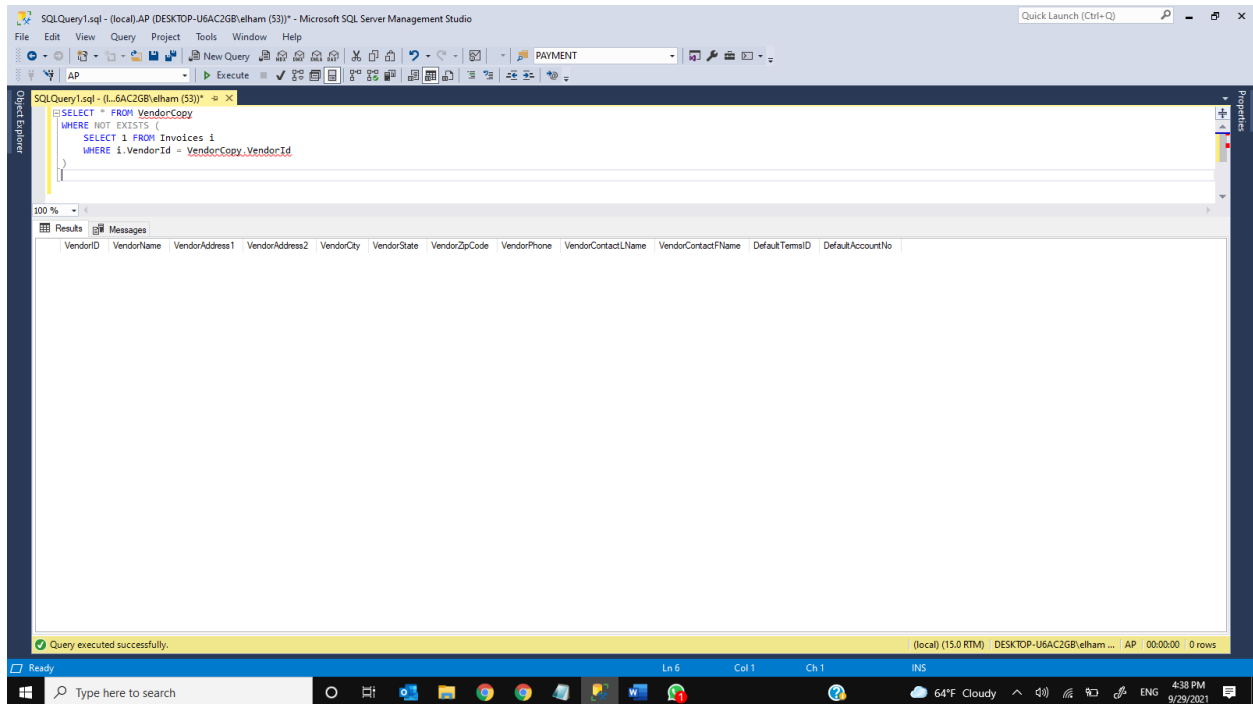 SQLQuery1.sql - (local).AP (DESKTOP-U6AC2GB\elham (53))* - Microsoft SQL Server Management Studio
Quick Launch (Ctrl+Q)
File Edit View Query Project Tools Window Help
New Query PAYMENT
AP Execute
Object Explorer
SQLQuery1.sql - (l...6AC2GB\elham (53))*
Properties
SELECT * FROM VendorCopy
WHERE NOT EXISTS (
SELECT 1 FROM Invoices i
WHERE i.VendorId = VendorCopy.VendorId
)
100 %
Results Messages
VendorID VendorName VendorAddress1 VendorAddress2 VendorCity VendorState VendorZipCode VendorPhone VendorContactLName VendorContactFName DefaultTermsID DefaultAccountNo
Query executed successfully. (local) (15.0 RTM) DESKTOP-U6AC2GB\elham ... AP 00:00:00 0 rows
Ready Ln 6 Col 1 Ch 1 INS
Type here to search 64°F Cloudy ENG 4:38 PM
9/29/2021